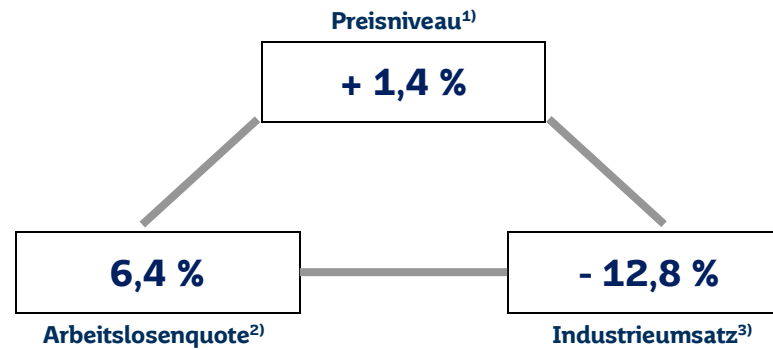 Preisniveau1)
+ 1,4 %
6,4 %
- 12,8 %
Arbeitslosenquote2)
Industrieumsatz3)